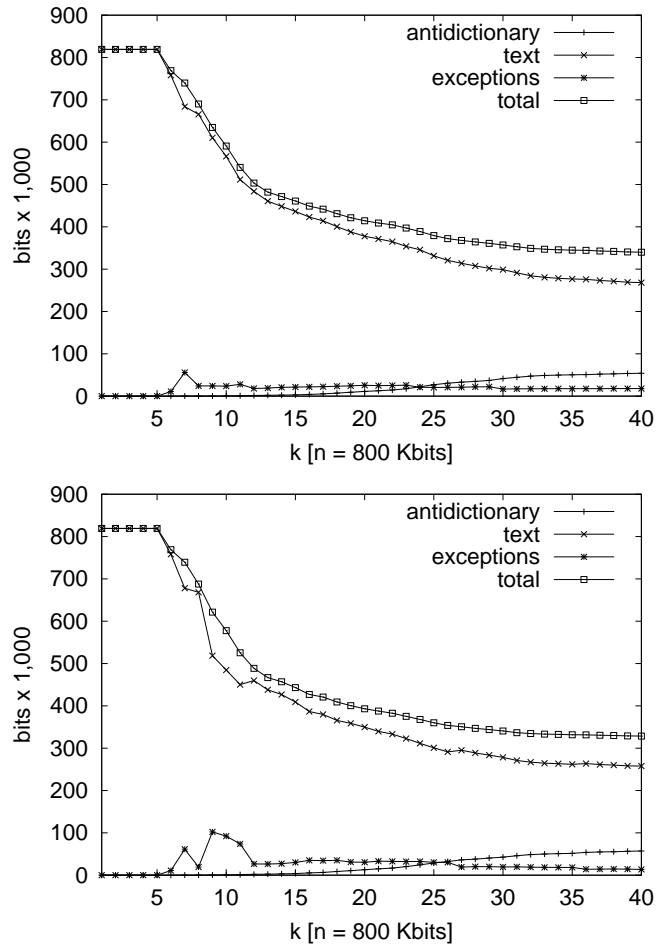 900
800
700
600
500
400
300
200
100
0
bits x 1,000
antidictionary
text
exceptions
total
5 10 15 20 25 30 35 40
k [n = 800 Kbits]
900
800
700
600
500
400
300
200
100
0
bits x 1,000
antidictionary
text
exceptions
total
5 10 15 20 25 30 35 40
k [n = 800 Kbits]